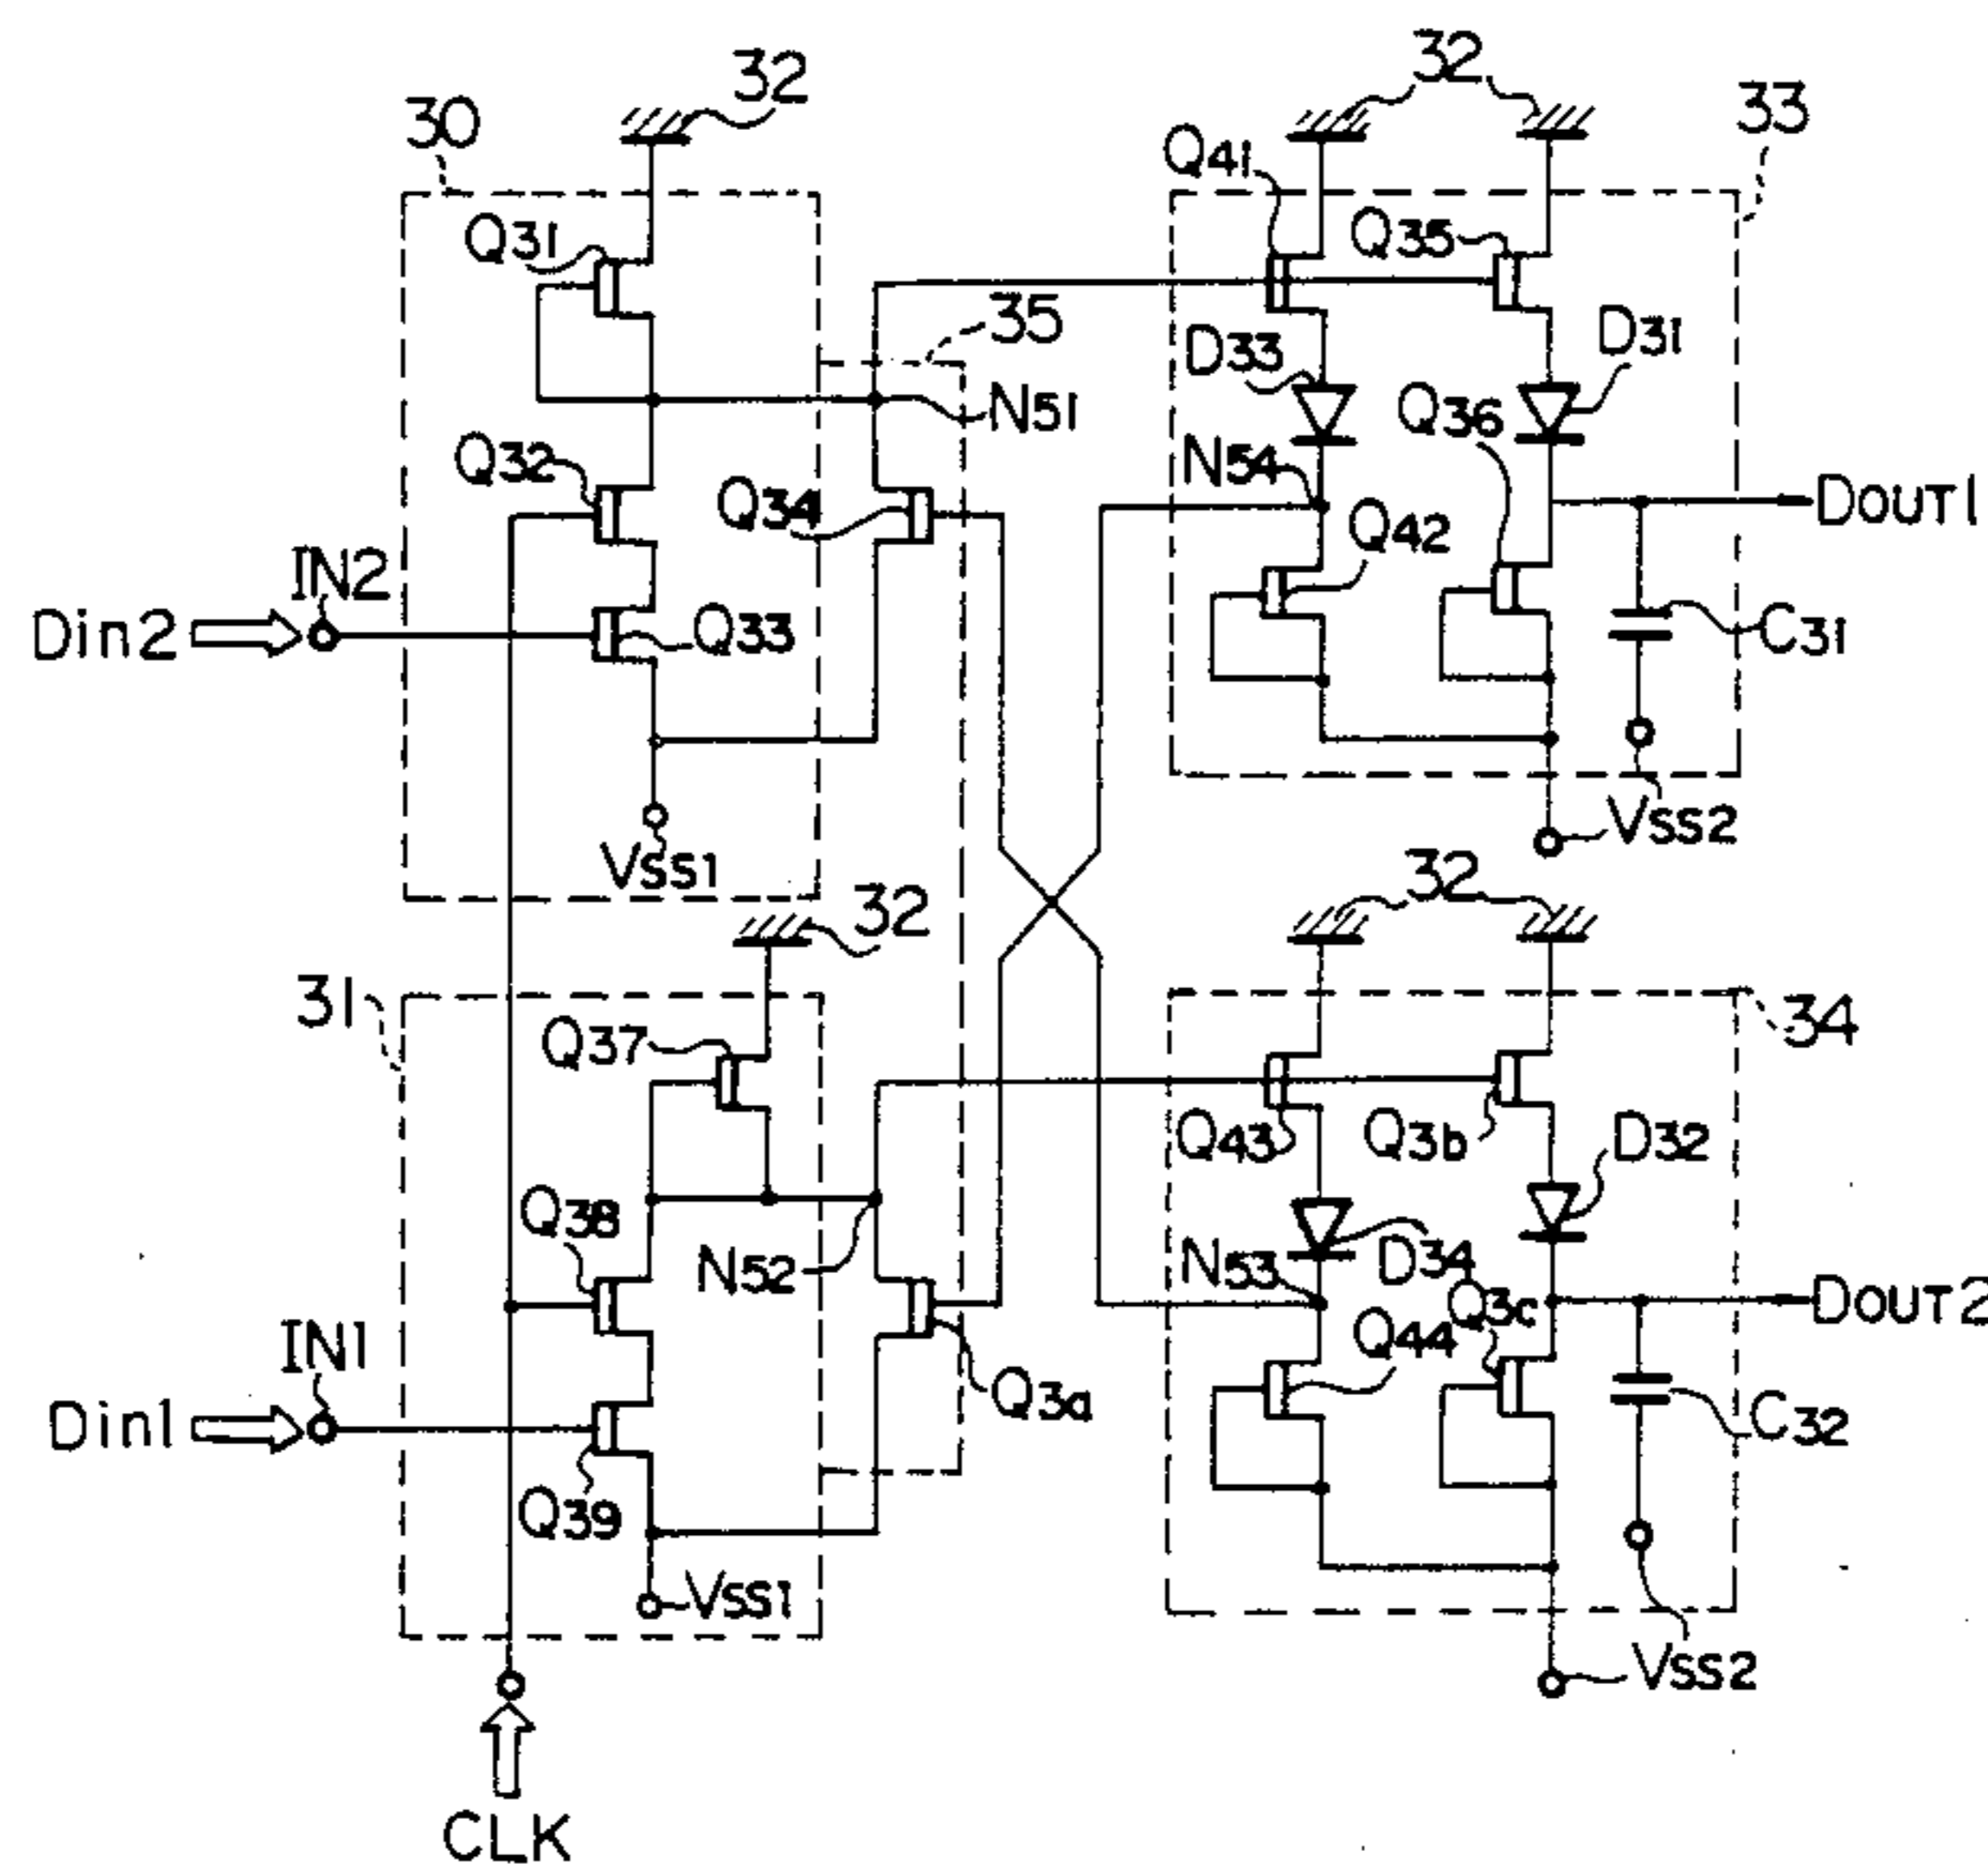 32
32
30
33
Q41
Q31
Q35
35
D31
D33
N51
Q36
Q32
N54
Q34
DOUT1
Q42
IN2
Din2
Q33
C31
VSS2
VSS1
32
32
31
34
Q37
Q43
Q3b
D32
Q38
N52
N53
D34
Q3c
DOUT2
IN1
Q44
Din1
Q3a
C32
Q39
VSS1
VSS2
CLK